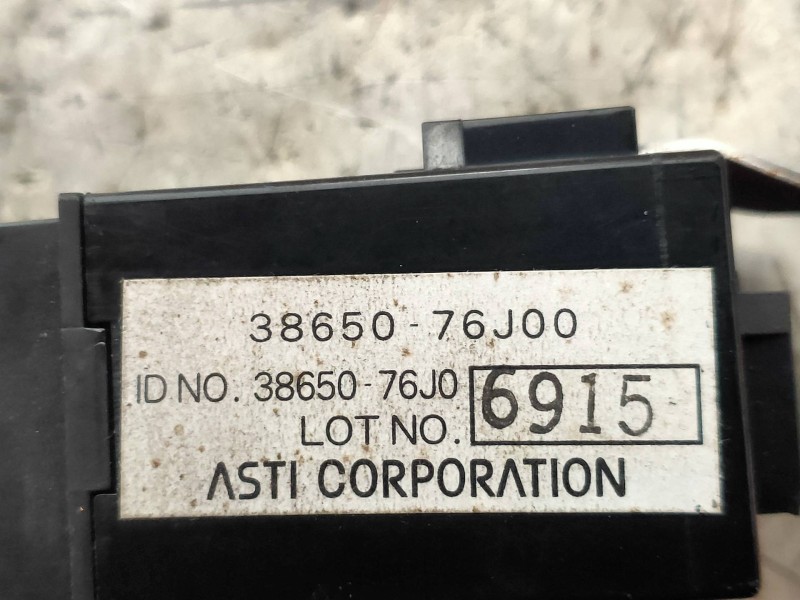 38650-76J00
ID NO. 38650-76J0 6915
LOT NO.
ASTI CORPORATION